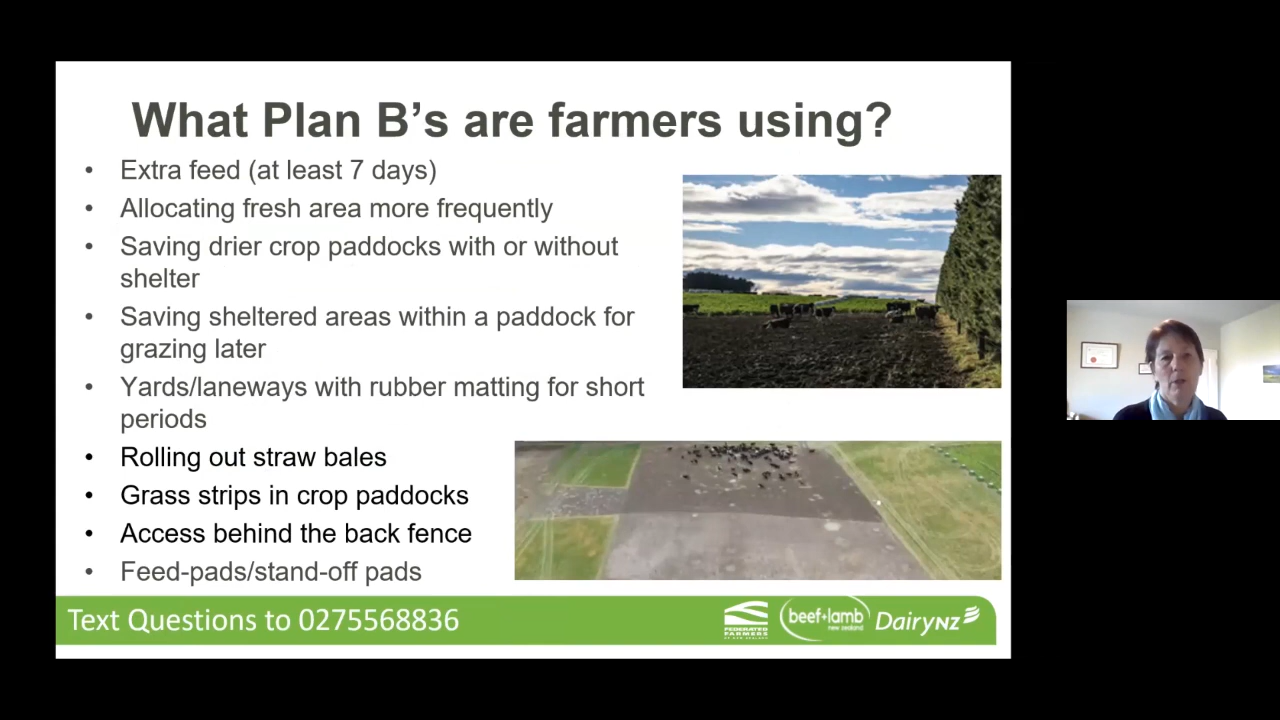 What Plan B's are farmers using?
• Extra feed (at least 7 days)
• Allocating fresh area more frequently
• Saving drier crop paddocks with or without
shelter
• Saving sheltered areas within a paddock for
grazing later
• Yards/laneways with rubber matting for short
periods
• Rolling out straw bales
• Grass strips in crop paddocks
• Access behind the back fence
• Feed-pads/stand-off pads
Text Questions to 0275568836
FEDERATED
FARMERS
OF NEW ZEALAND
beef+lamb
new zealand
DairyNZ